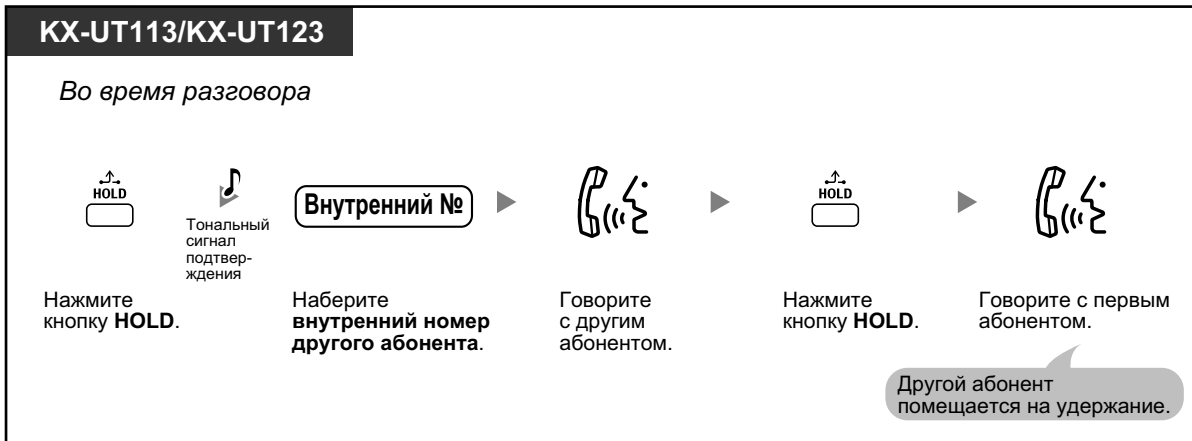 KX-UT113/KX-UT123
Во время разговора
HOLD
Тональный
сигнал
подтвер-
ждения
Внутренний №
HOLD
Нажмите
кнопку HOLD.
Наберите
внутренний номер
другого абонента.
Говорите
с другим
абонентом.
Нажмите
кнопку HOLD.
Говорите с первым
абонентом.
Другой абонент
помещается на удержание.